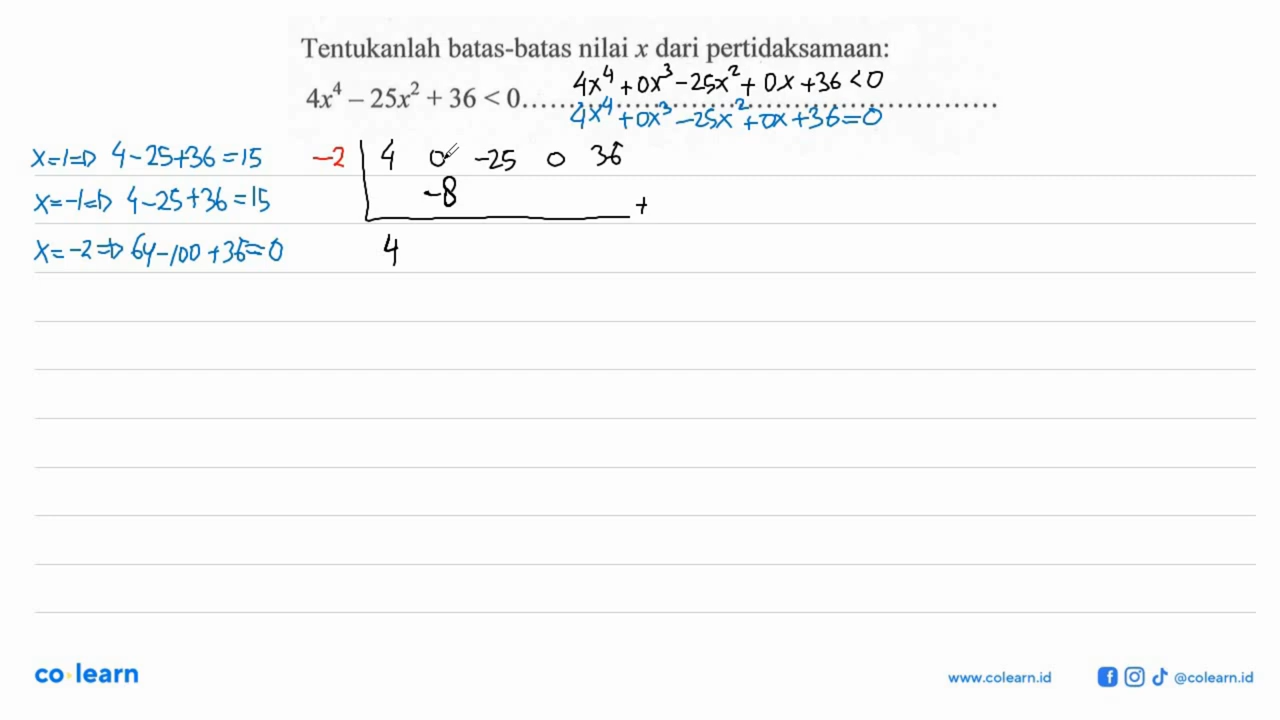 Tentukanlah batas-batas nilai x dari pertidaksamaan:
4x⁴ – 25x² + 36 < 0..............................................
4x⁴ + 0x³ - 25x² + 0x + 36 < 0
4x⁴ + 0x³ - 25x² + 0x + 36 = 0
x=1 => 4-25+36=15
x=-1 => 4-25+36=15
x=-2 => 64-100+36=0
-2 | 4 0 -25 0 36
-8 +
4
co learn
www.colearn.id @colearn.id